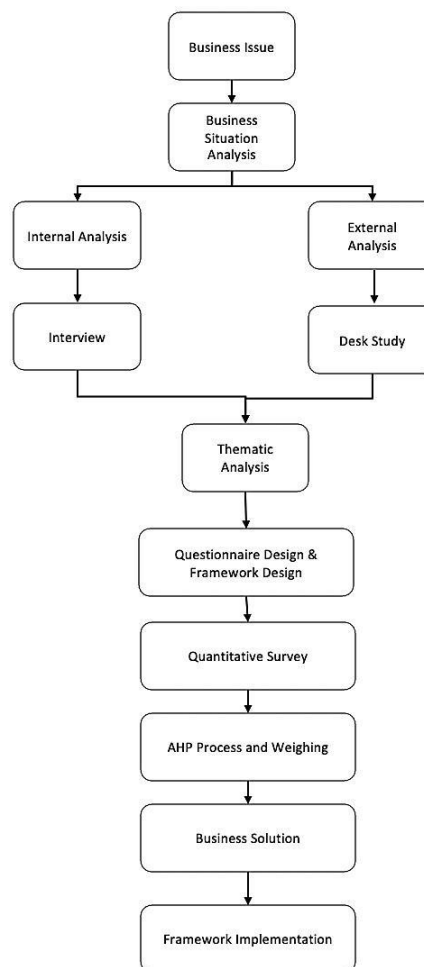 Business Issue
Business
Situation
Analysis
Internal Analysis
External
Analysis
Interview
Desk Study
Thematic
Analysis
Questionnaire Design &
Framework Design
Quantitative Survey
AHP Process and Weighing
Business Solution
Framework Implementation